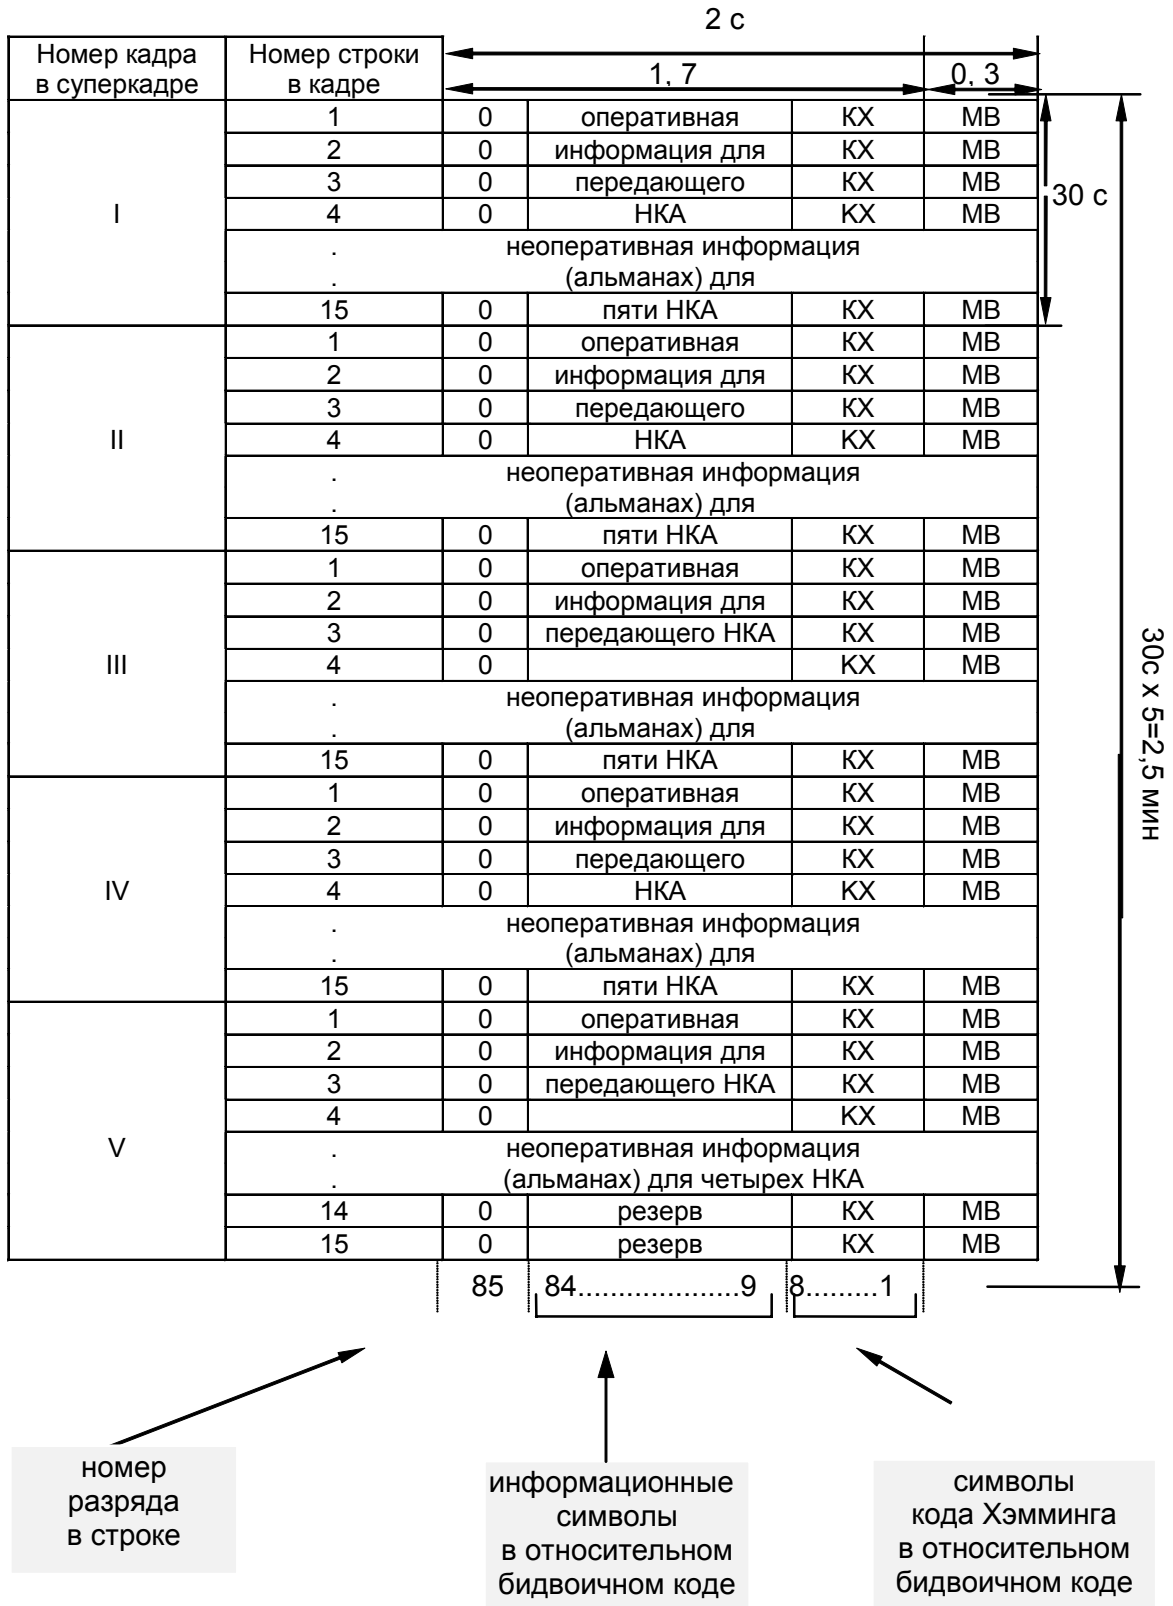 2 с
Номер кадра в суперкадре Номер строки в кадре 1, 7 0, 3
I
1 0 оперативная КХ МВ
2 0 информация для КХ МВ
3 0 передающего КХ МВ
4 0 НКА КХ МВ
. неоперативная информация
. (альманах) для
15 0 пяти НКА КХ МВ
30 с
II
1 0 оперативная КХ МВ
2 0 информация для КХ МВ
3 0 передающего КХ МВ
4 0 НКА КХ МВ
. неоперативная информация
. (альманах) для
15 0 пяти НКА КХ МВ
III
1 0 оперативная КХ МВ
2 0 информация для КХ МВ
3 0 передающего НКА КХ МВ
4 0 КХ МВ
. неоперативная информация
. (альманах) для
15 0 пяти НКА КХ МВ
30с х 5=2,5 мин
IV
1 0 оперативная КХ МВ
2 0 информация для КХ МВ
3 0 передающего КХ МВ
4 0 НКА КХ МВ
. неоперативная информация
. (альманах) для
15 0 пяти НКА КХ МВ
V
1 0 оперативная КХ МВ
2 0 информация для КХ МВ
3 0 передающего НКА КХ МВ
4 0 КХ МВ
. неоперативная информация
. (альманах) для четырех НКА
14 0 резерв КХ МВ
15 0 резерв КХ МВ
85 84...................9 8.........1
номер
разряда
в строке
информационные
символы
в относительном
бидвоичном коде
символы
кода Хэмминга
в относительном
бидвоичном коде